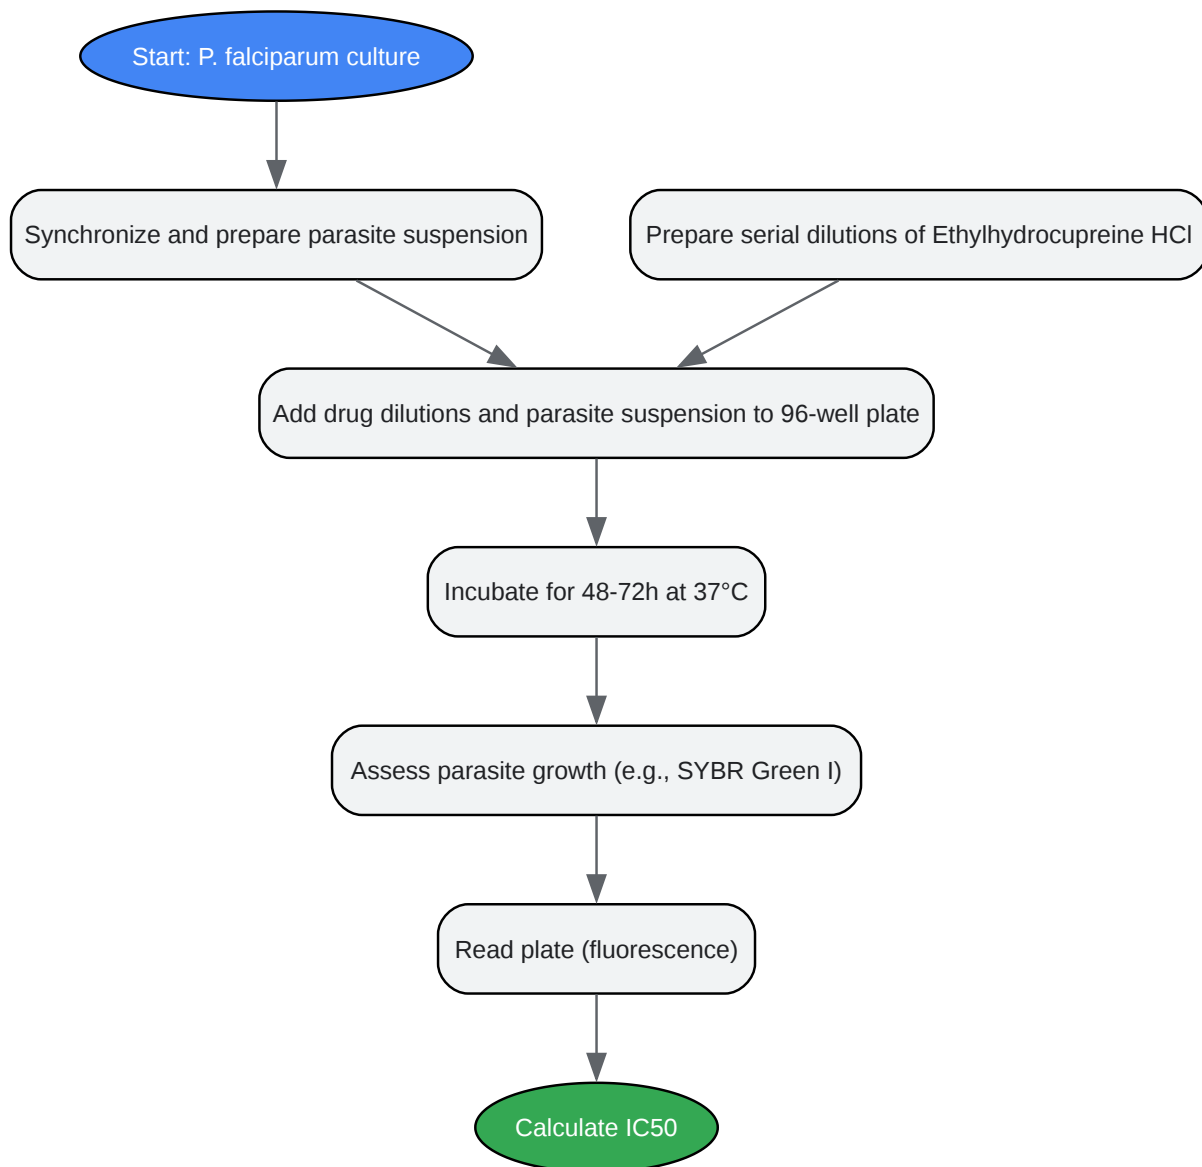 Start: P. falciparum culture
Synchronize and prepare parasite suspension
Prepare serial dilutions of Ethylhydrocupreine HCl
Add drug dilutions and parasite suspension to 96-well plate
Incubate for 48-72h at 37°C
Assess parasite growth (e.g., SYBR Green I)
Read plate (fluorescence)
Calculate IC50